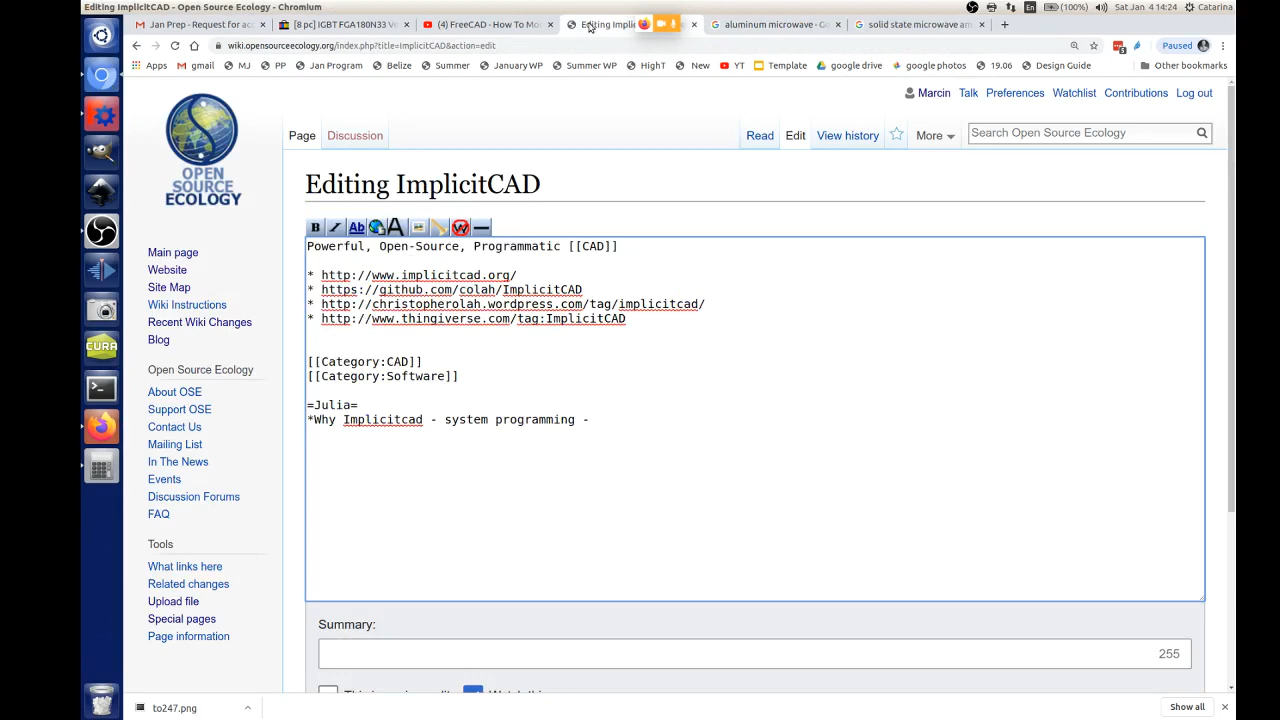 Editing ImplicitCAD - Open Source Ecology - Chromium
En (100%) Sat Jan 4 14:24 Catarina
Jan Prep - Request for ac
[8 pc] IGBT FGA180N33
(4) FreeCAD - How To Mo
Editing Implic
aluminum microwave - G
solid state microwave am
wiki.opensourceecology.org/index.php?title=ImplicitCAD&action=edit
Paused
Apps gmail MJ PP Jan Program Belize Summer January WP Summer WP HighT New YT Template google drive google photos 19.06 Design Guide Other bookmarks
Marcin Talk Preferences Watchlist Contributions Log out
Page Discussion Read Edit View history More Search Open Source Ecology
OPEN
SOURCE
ECOLOGY
Editing ImplicitCAD
B I Ab A W
Powerful, Open-Source, Programmatic [[CAD]]
* http://www.implicitcad.org/
* https://github.com/colah/ImplicitCAD
* http://christopherolah.wordpress.com/tag/implicitcad/
* http://www.thingiverse.com/tag:ImplicitCAD
[[Category:CAD]]
[[Category:Software]]
=Julia=
*Why Implicitcad - system programming -
Main page
Website
Site Map
Wiki Instructions
Recent Wiki Changes
Blog
Open Source Ecology
About OSE
Support OSE
Contact Us
Mailing List
In The News
Events
Discussion Forums
FAQ
Tools
What links here
Related changes
Upload file
Special pages
Page information
CURA
Summary:
255
to247.png
Show all